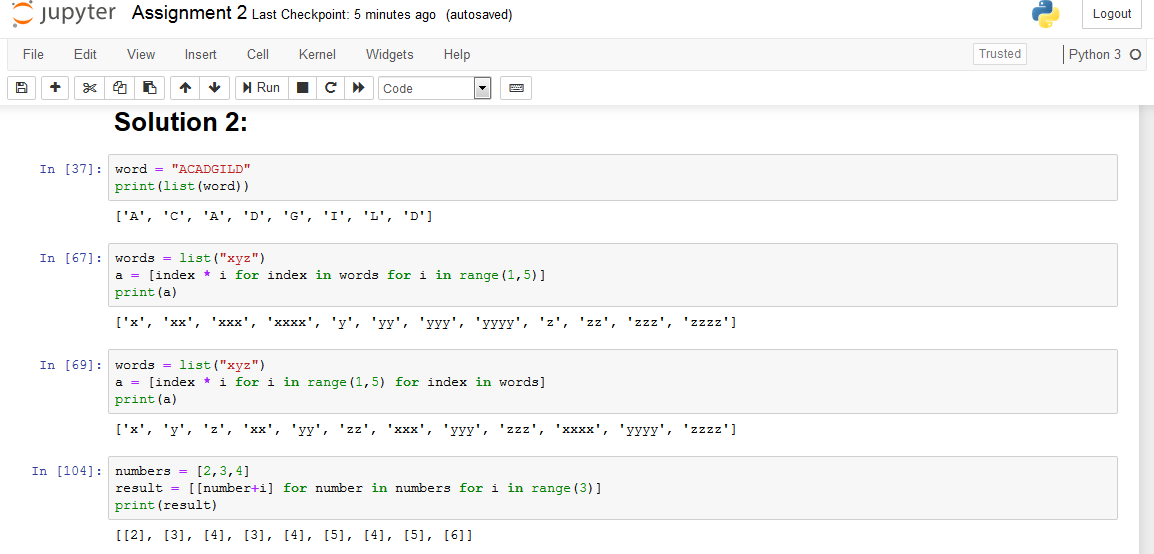 jupyter Assignment 2 Last Checkpoint: 5 minutes ago (autosaved) Logout
File Edit View Insert Cell Kernel Widgets Help Trusted Python 3
Run Code
Solution 2:
In [37]: word = "ACADGILD"
print(list(word))
['A', 'C', 'A', 'D', 'G', 'I', 'L', 'D']
In [67]: words = list("xyz")
a = [index * i for index in words for i in range(1,5)]
print(a)
['x', 'xx', 'xxx', 'xxxx', 'y', 'yy', 'yyy', 'yyyy', 'z', 'zz', 'zzz', 'zzzz']
In [69]: words = list("xyz")
a = [index * i for i in range(1,5) for index in words]
print(a)
['x', 'y', 'z', 'xx', 'yy', 'zz', 'xxx', 'yyy', 'zzz', 'xxxx', 'yyyy', 'zzzz']
In [104]: numbers = [2,3,4]
result = [[number+i] for number in numbers for i in range(3)]
print(result)
[[2], [3], [4], [3], [4], [5], [4], [5], [6]]